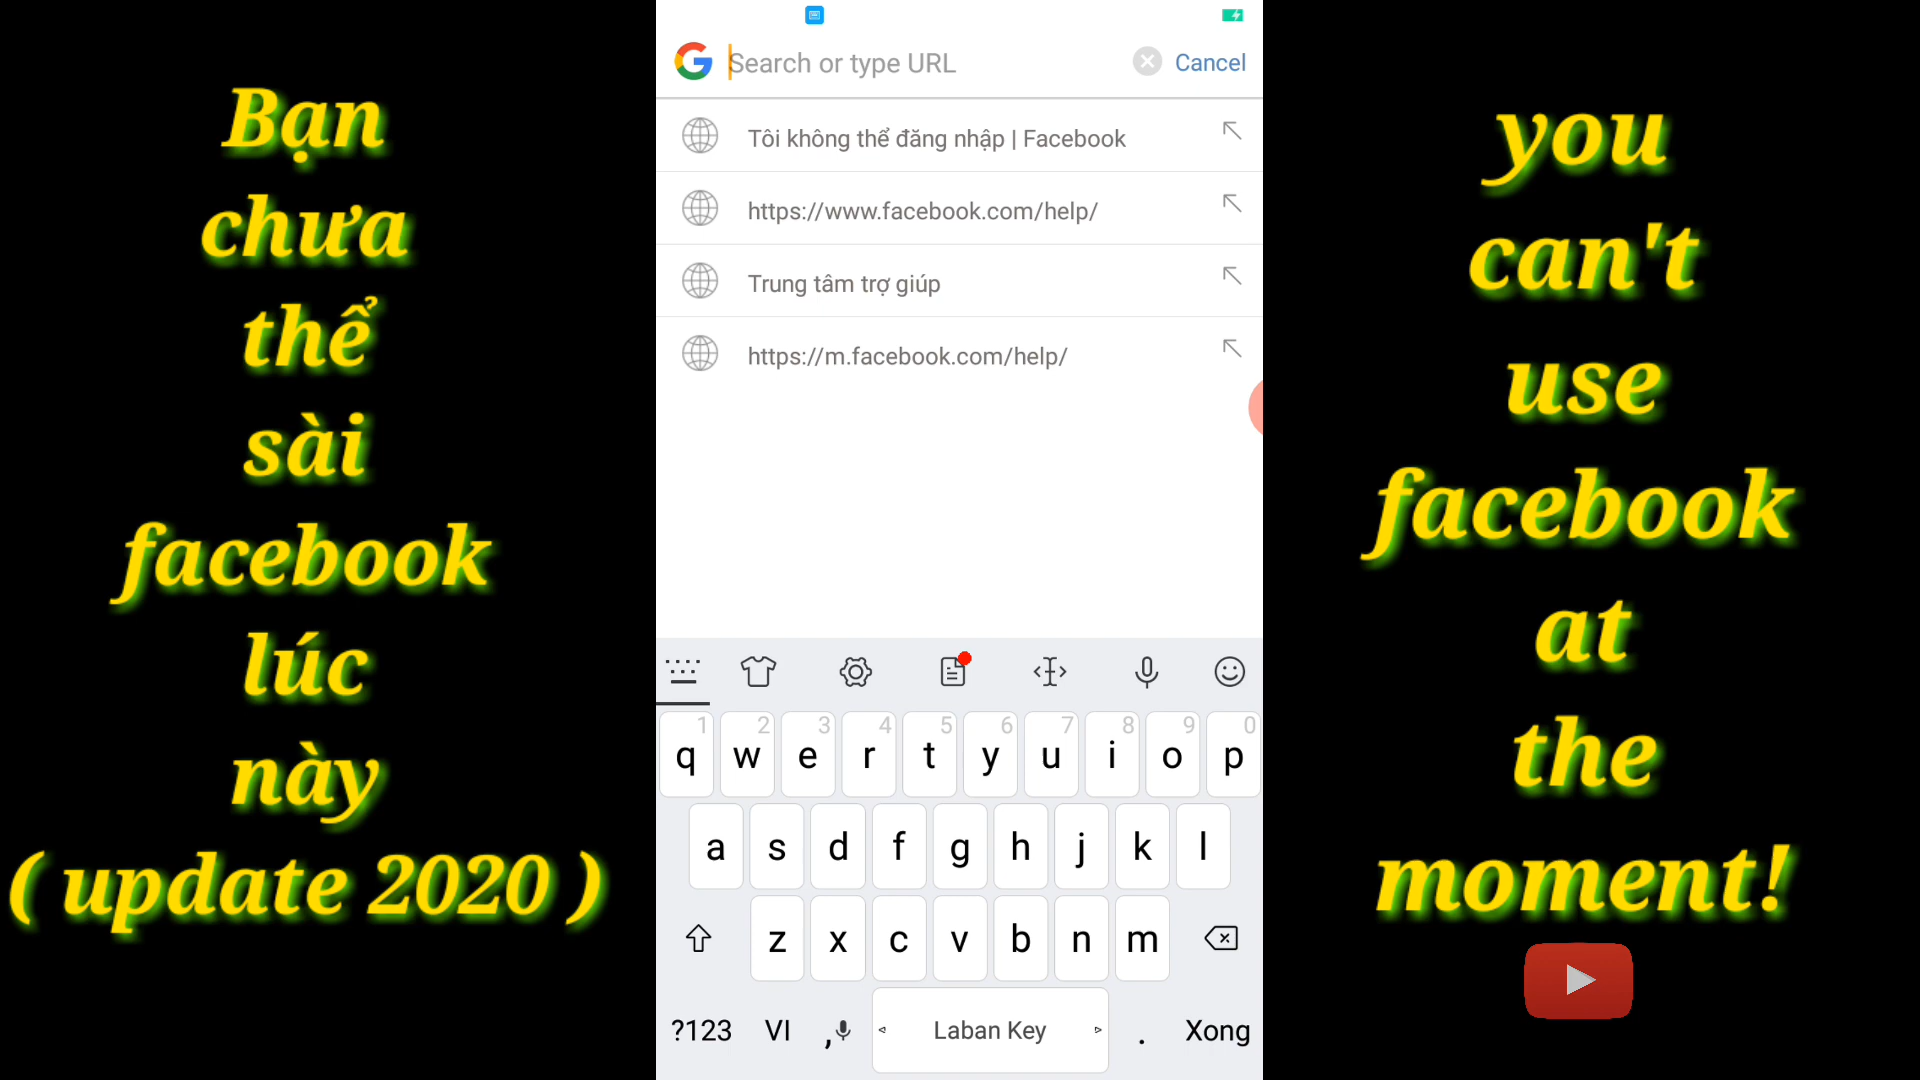 Bạn
chưa
thể
sài
facebook
lúc
này
( update 2020 )
Search or type URL
Cancel
Tôi không thể đăng nhập | Facebook
https://www.facebook.com/help/
Trung tâm trợ giúp
https://m.facebook.com/help/
1 2 3 4 5 6 7 8 9 0
q w e r t y u i o p
a s d f g h j k l
z x c v b n m
?123 VI , Laban Key . Xong
you
can't
use
facebook
at
the
moment!